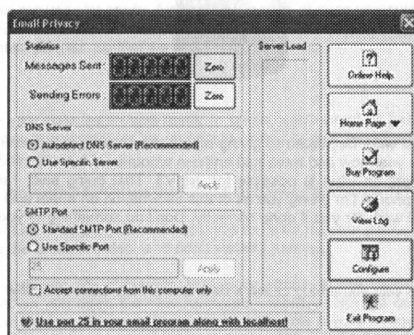 Email Privacy
Statistics
Messages Sent Zero
Sending Errors Zero
Server Load
DNS Server
Autodetect DNS Server (Recommended)
Use Specific Server
Apply
SMTP Port
Standard SMTP Port (Recommended)
Use Specific Port
25
Apply
Accept connections from this computer only
Use port 25 in your email program along with localhost!
Online Help
Home Page
Buy Program
View Log
Configure
Exit Program